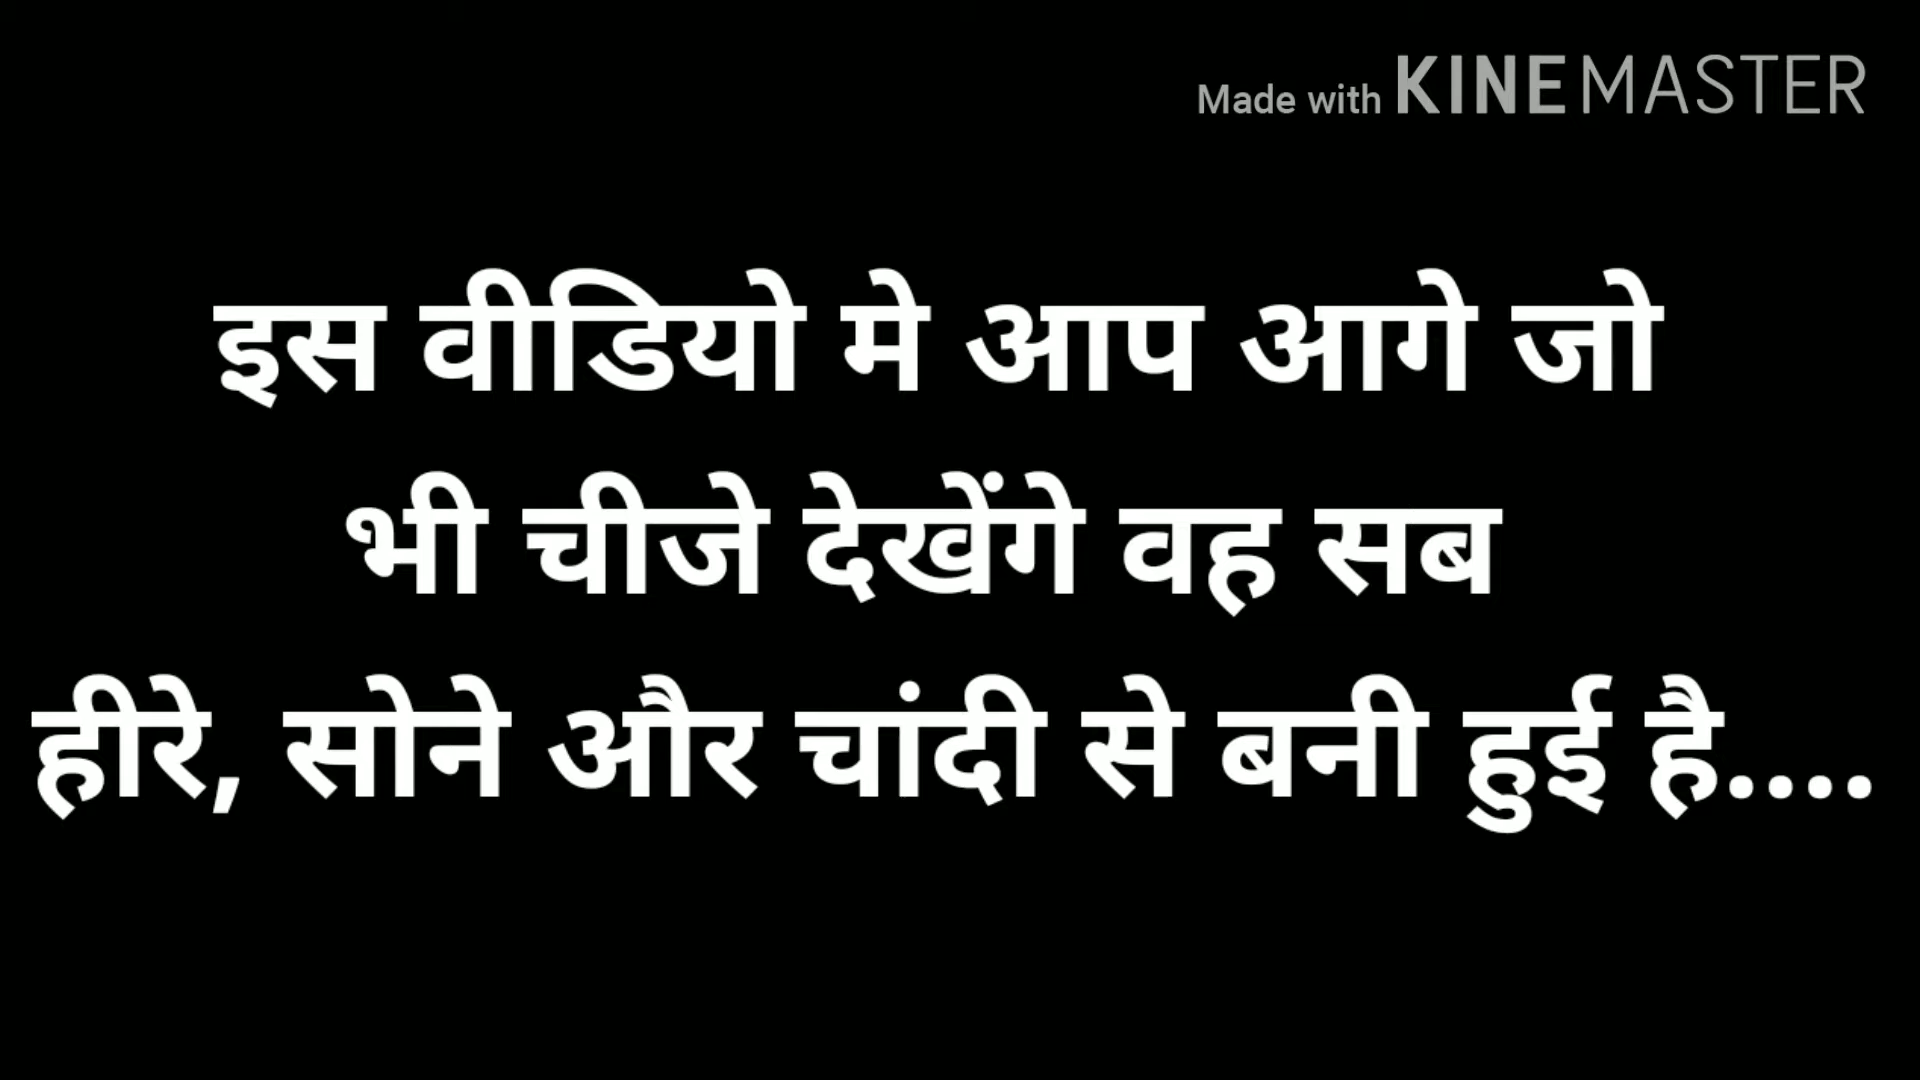 Made with KINEMASTER
इस वीडियो मे आप आगे जो
भी चीजे देखेंगे वह सब
हीरे, सोने और चांदी से बनी हुई है....